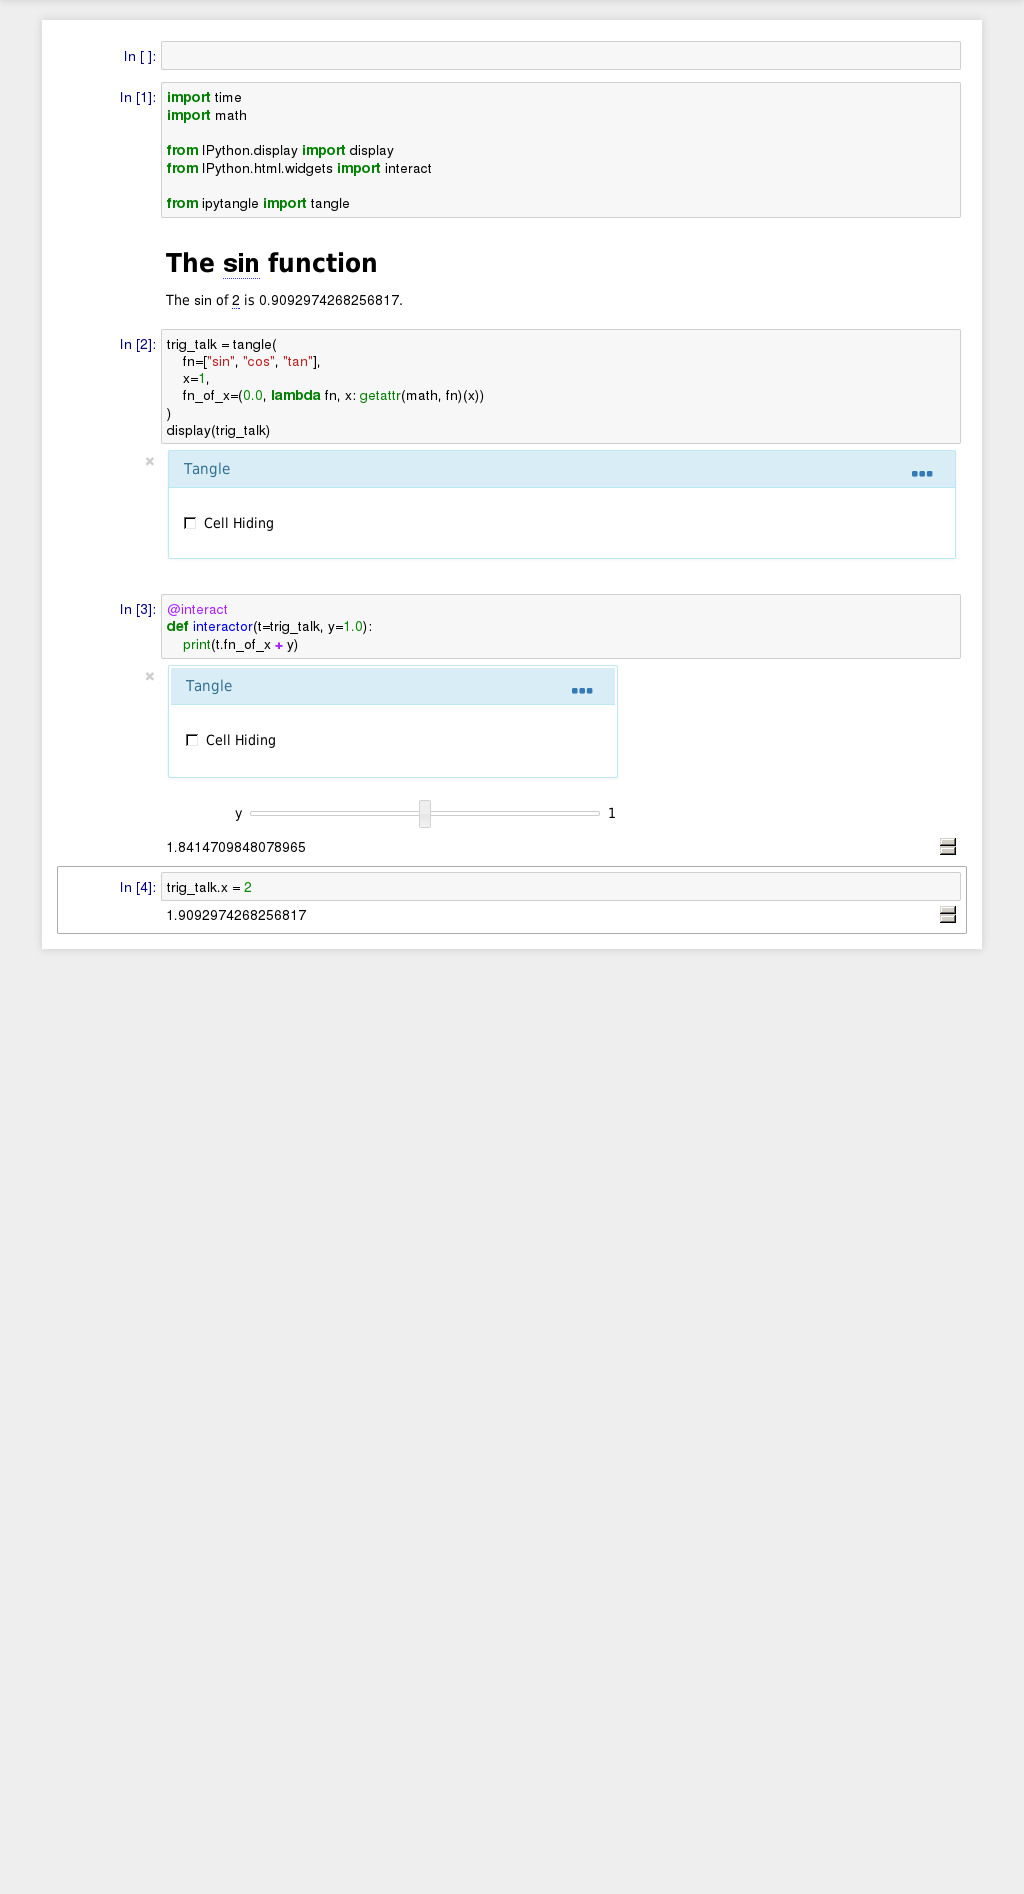 In [ ]:
In [1]: import time
import math
from IPython.display import display
from IPython.html.widgets import interact
from ipytangle import tangle
The sin function
The sin of 2 is 0.9092974268256817.
In [2]: trig_talk = tangle(
fn=["sin", "cos", "tan"],
x=1,
fn_of_x=(0.0, lambda fn, x: getattr(math, fn)(x))
)
display(trig_talk)
×
Tangle
Cell Hiding
In [3]: @interact
def interactor(t=trig_talk, y=1.0):
print(t.fn_of_x + y)
×
Tangle
Cell Hiding
y 1
1.8414709848078965
In [4]: trig_talk.x = 2
1.9092974268256817